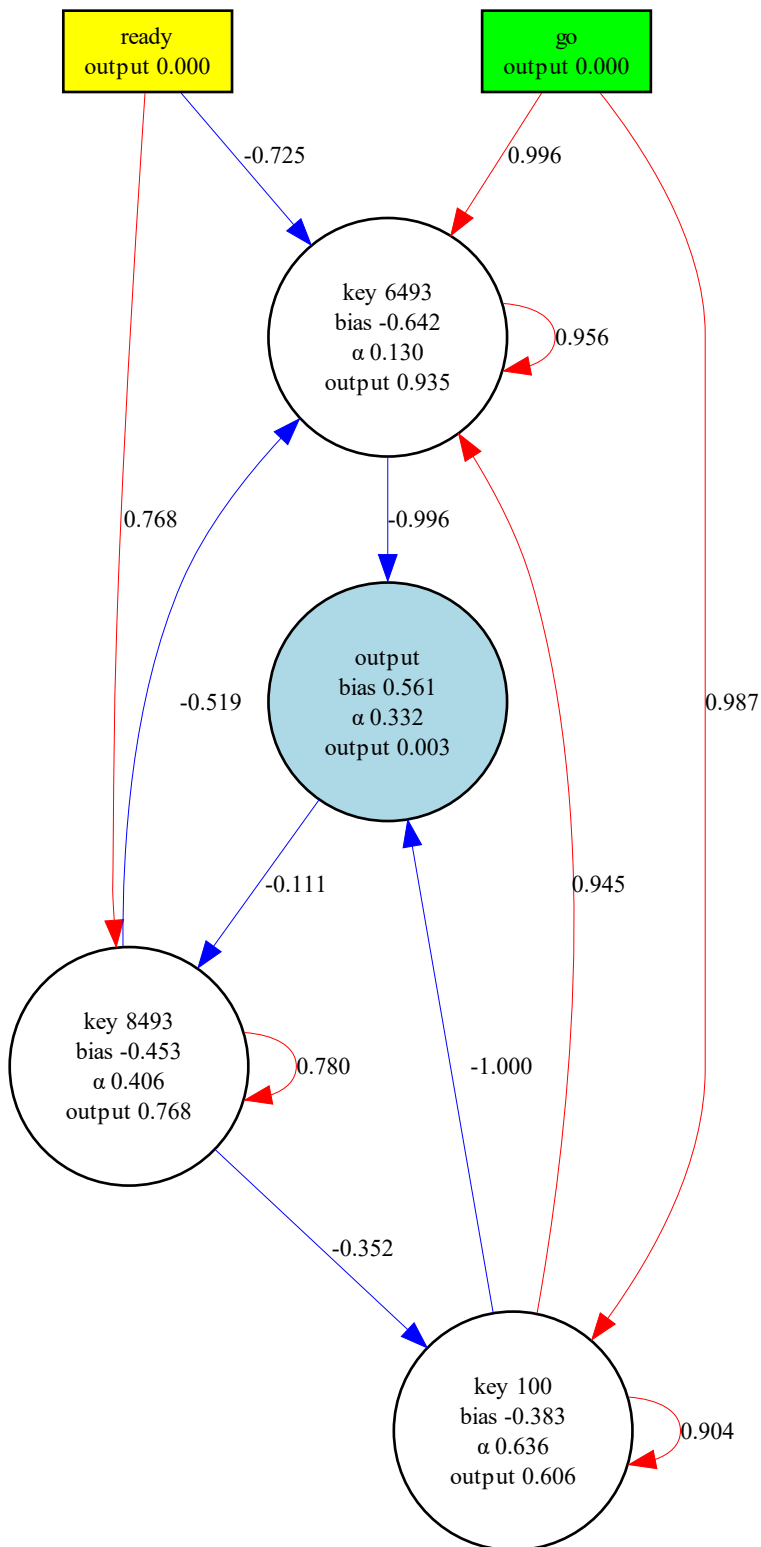 ready
output 0.000
go
output 0.000
-0.725
0.996
key 6493
bias -0.642
α 0.130
output 0.935
0.956
0.768
-0.996
-0.519
output
bias 0.561
α 0.332
output 0.003
0.987
-0.111
0.945
key 8493
bias -0.453
α 0.406
output 0.768
0.780
-1.000
-0.352
key 100
bias -0.383
α 0.636
output 0.606
0.904